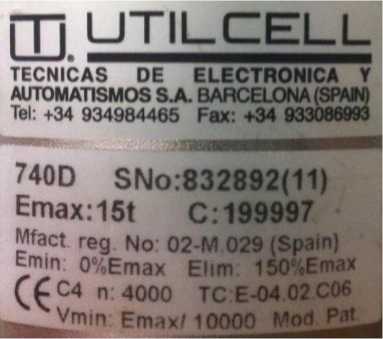 UTILCELL
TECNICAS DE ELECTRONICA Y
AUTOMATISMOS S.A. BARCELONA (SPAIN)
Tel: +34 934984465 Fax: +34 933086993
740D SNo:832892(11)
Emax:15t C:199997
Mfact. reg. No: 02-M.029 (Spain)
Emin: 0%Emax Elim: 150%Emax
CE C4 n: 4000 TC:E-04.02.C06
Vmin: Emax/ 10000 Mod. Pat.